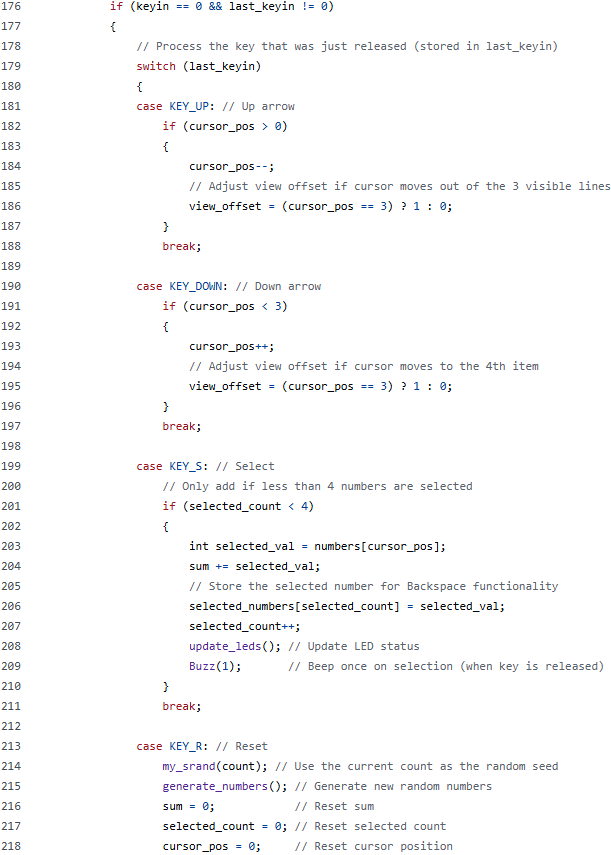 176 if (keyin == 0 && last_keyin != 0)
177 {
178 // Process the key that was just released (stored in last_keyin)
179 switch (last_keyin)
180 {
181 case KEY_UP: // Up arrow
182 if (cursor_pos > 0)
183 {
184 cursor_pos--;
185 // Adjust view offset if cursor moves out of the 3 visible lines
186 view_offset = (cursor_pos == 3) ? 1 : 0;
187 }
188 break;
189
190 case KEY_DOWN: // Down arrow
191 if (cursor_pos < 3)
192 {
193 cursor_pos++;
194 // Adjust view offset if cursor moves to the 4th item
195 view_offset = (cursor_pos == 3) ? 1 : 0;
196 }
197 break;
198
199 case KEY_S: // Select
200 // Only add if less than 4 numbers are selected
201 if (selected_count < 4)
202 {
203 int selected_val = numbers[cursor_pos];
204 sum += selected_val;
205 // Store the selected number for Backspace functionality
206 selected_numbers[selected_count] = selected_val;
207 selected_count++;
208 update_leds(); // Update LED status
209 Buzz(1); // Beep once on selection (when key is released)
210 }
211 break;
212
213 case KEY_R: // Reset
214 my_srand(count); // Use the current count as the random seed
215 generate_numbers(); // Generate new random numbers
216 sum = 0; // Reset sum
217 selected_count = 0; // Reset selected count
218 cursor_pos = 0; // Reset cursor position